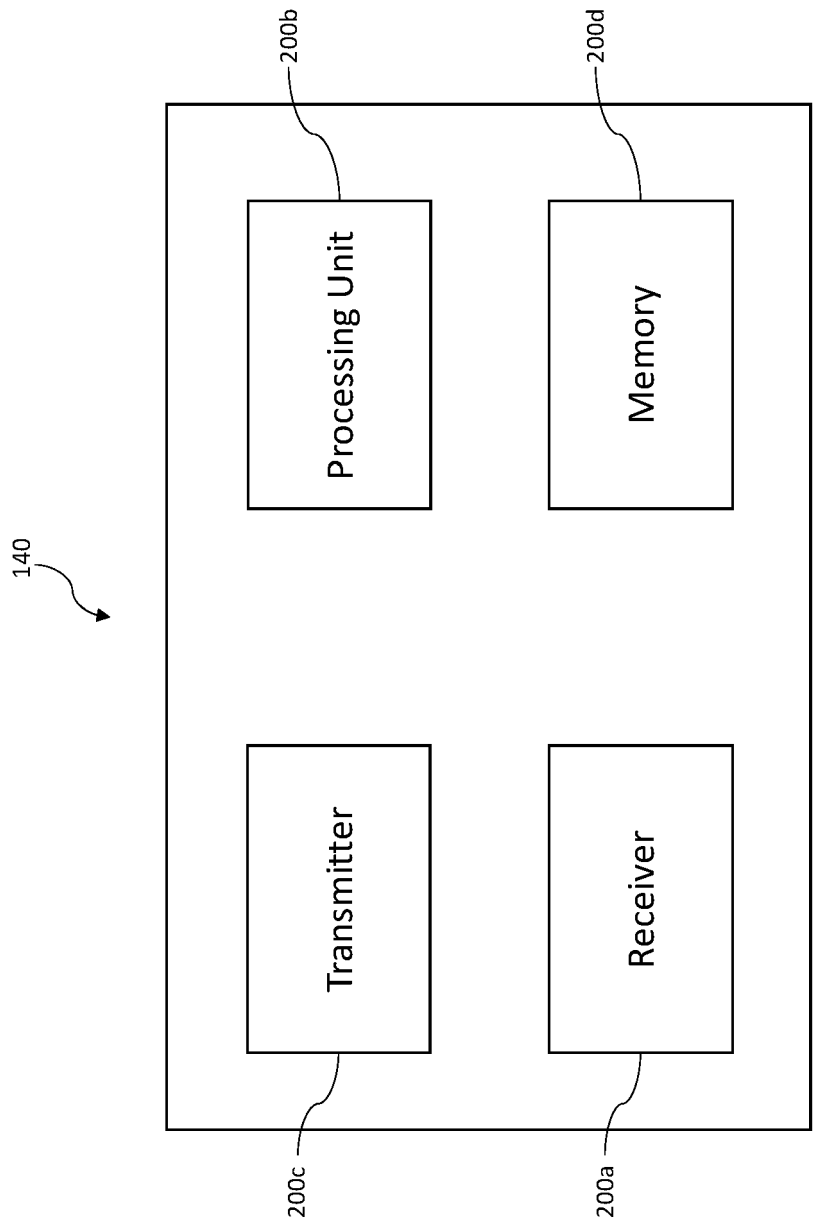 140
200c
200b
Transmitter
Processing Unit
200a
200d
Receiver
Memory